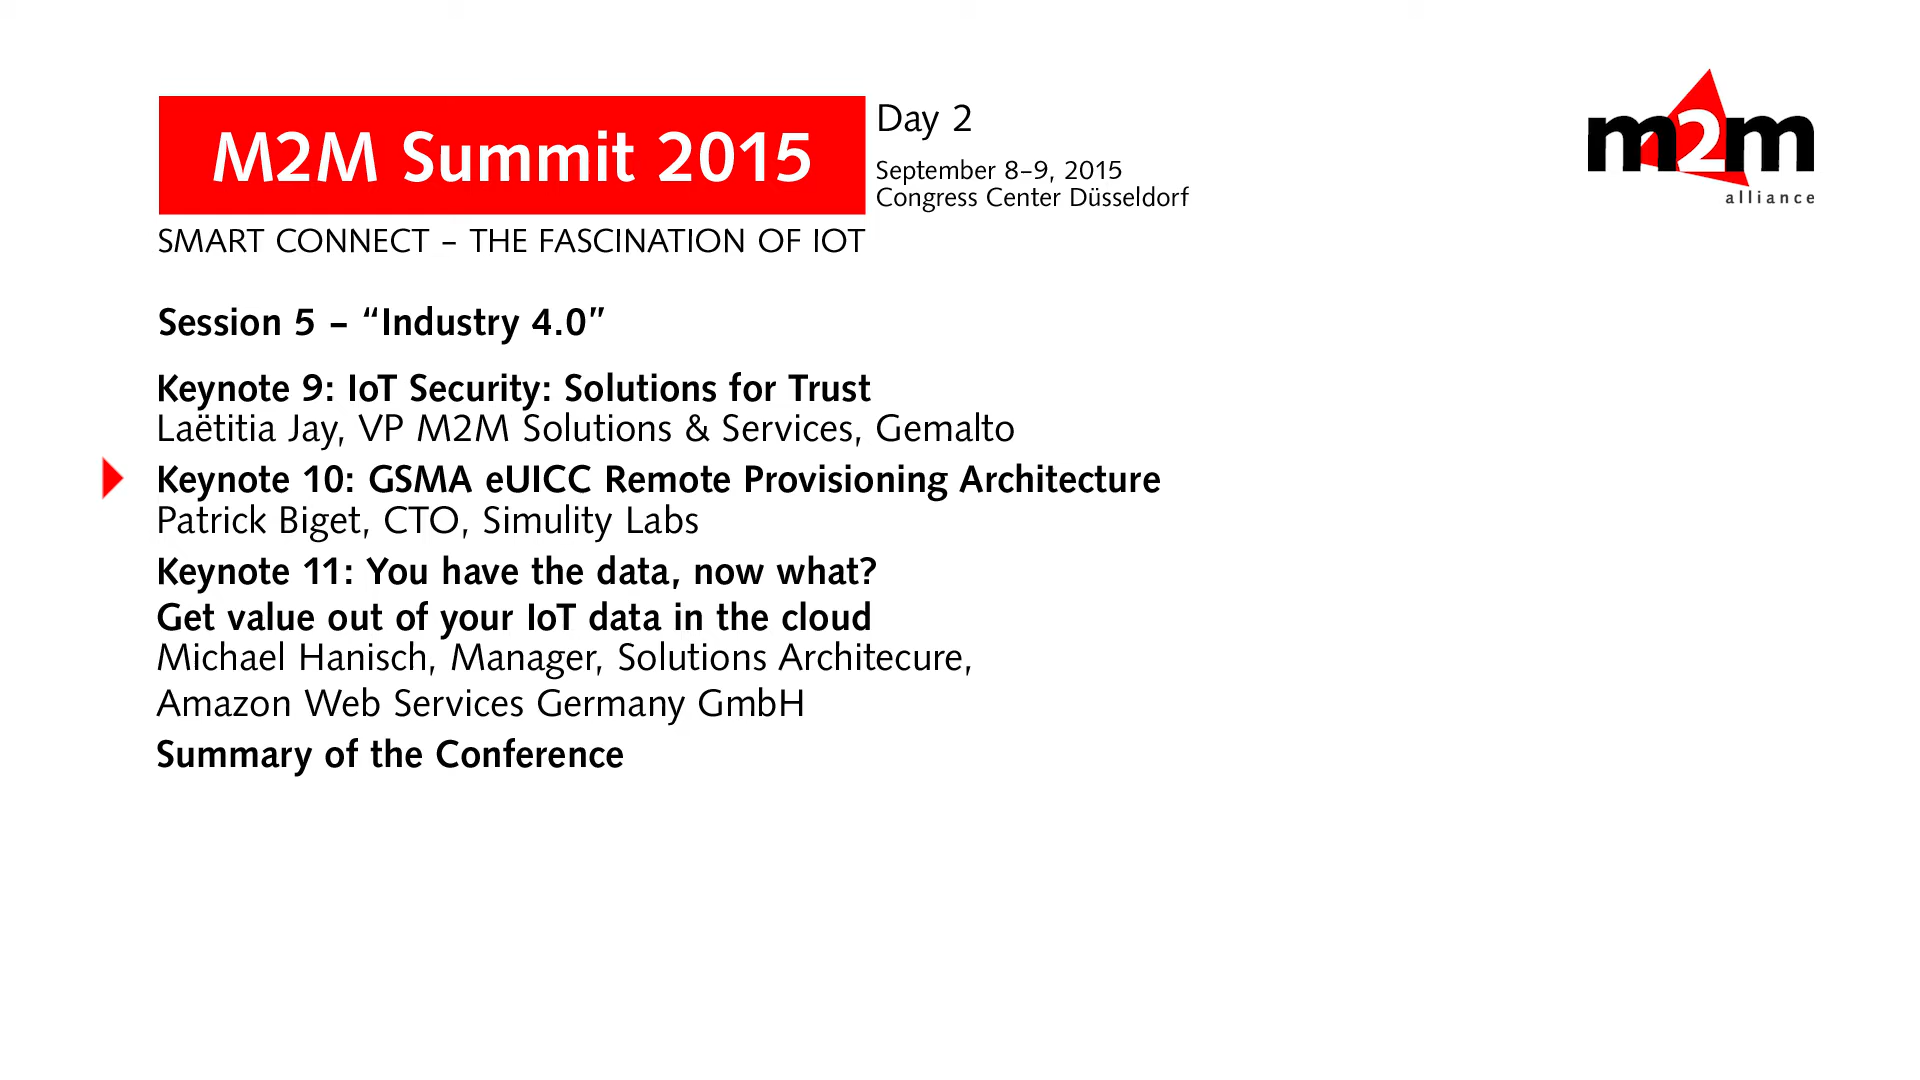 M2M Summit 2015
Day 2
September 8–9, 2015
Congress Center Düsseldorf
SMART CONNECT – THE FASCINATION OF IOT
m2m
alliance
Session 5 – “Industry 4.0”
Keynote 9: IoT Security: Solutions for Trust
Laëtitia Jay, VP M2M Solutions & Services, Gemalto
Keynote 10: GSMA eUICC Remote Provisioning Architecture
Patrick Biget, CTO, Simulity Labs
Keynote 11: You have the data, now what?
Get value out of your IoT data in the cloud
Michael Hanisch, Manager, Solutions Architecure,
Amazon Web Services Germany GmbH
Summary of the Conference